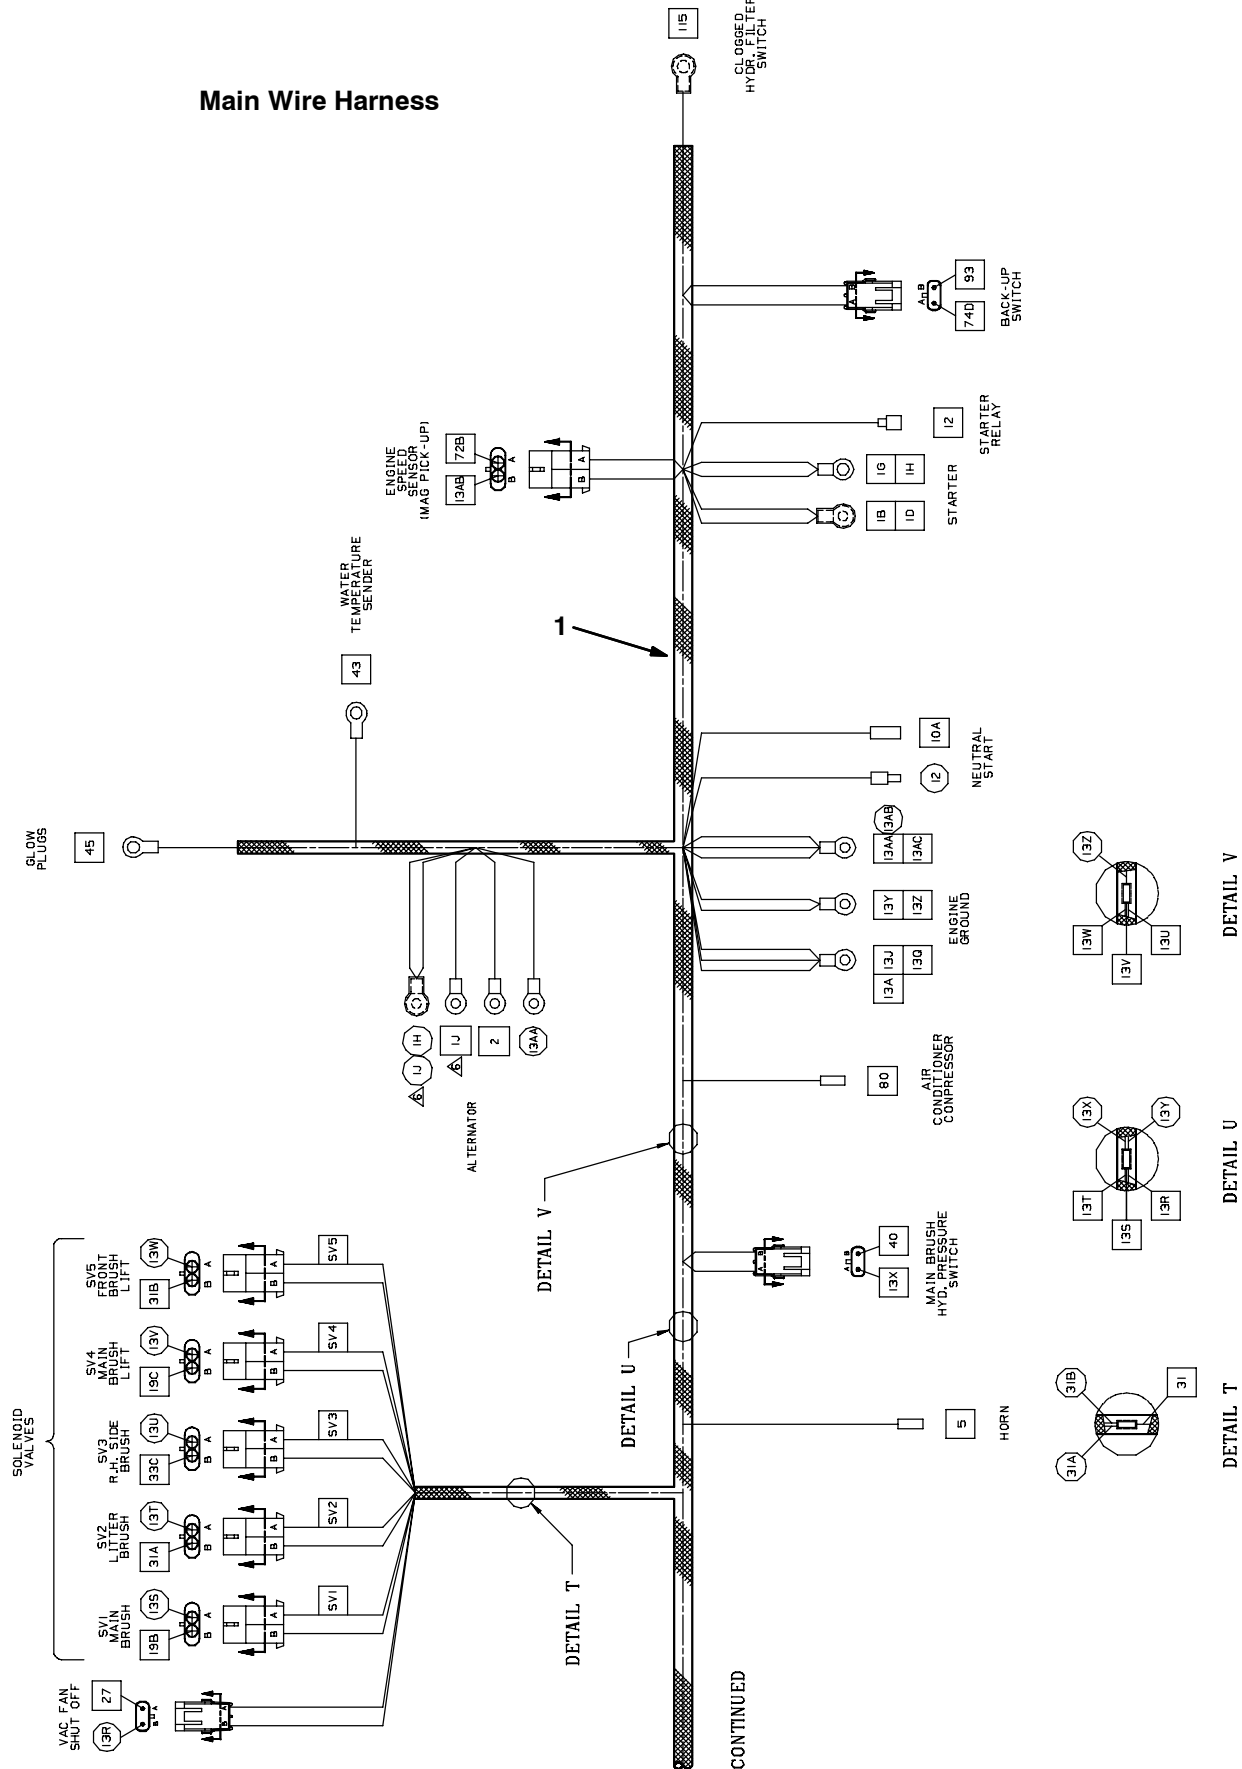 Main Wire Harness
115
CLOGGED
HYDR. FILTER
SWITCH
A B
A B
74D
93
BACK-UP
SWITCH
ENGINE
SPEED
SENSOR
(MAG PICK-UP)
13AB
72B
B A
B A
12
STARTER
RELAY
1G
1H
1B
1D
STARTER
WATER
TEMPERATURE
SENDER
43
1
GLOW
PLUGS
45
10A
12
NEUTRAL
START
13AB
13AA
13AC
13Y
13Z
ENGINE
GROUND
13J
13Q
13A
1H
1J
6
1J
6
2
13AA
ALTERNATOR
80
AIR
CONDITIONER
CONPRESSOR
DETAIL V
DETAIL U
A B
A B
13X
40
MAIN BRUSH
HYD. PRESSURE
SWITCH
5
HORN
SOLENOID
VALVES
SV5
FRONT
BRUSH
LIFT
31B
13W
B A
B A
SV5
SV4
MAIN
BRUSH
LIFT
19C
13V
B A
B A
SV4
SV3
R.H. SIDE
BRUSH
33C
13U
B A
B A
SV3
SV2
LITTER
BRUSH
31A
13T
B A
B A
SV2
SV1
MAIN
BRUSH
19B
13S
B A
B A
SV1
VAC FAN
SHUT OFF
13R
27
B A
B A
DETAIL T
CONTINUED
13W
13V
13U
13Z
DETAIL V
13T
13S
13R
13X
13Y
DETAIL U
31A
31B
31
DETAIL T